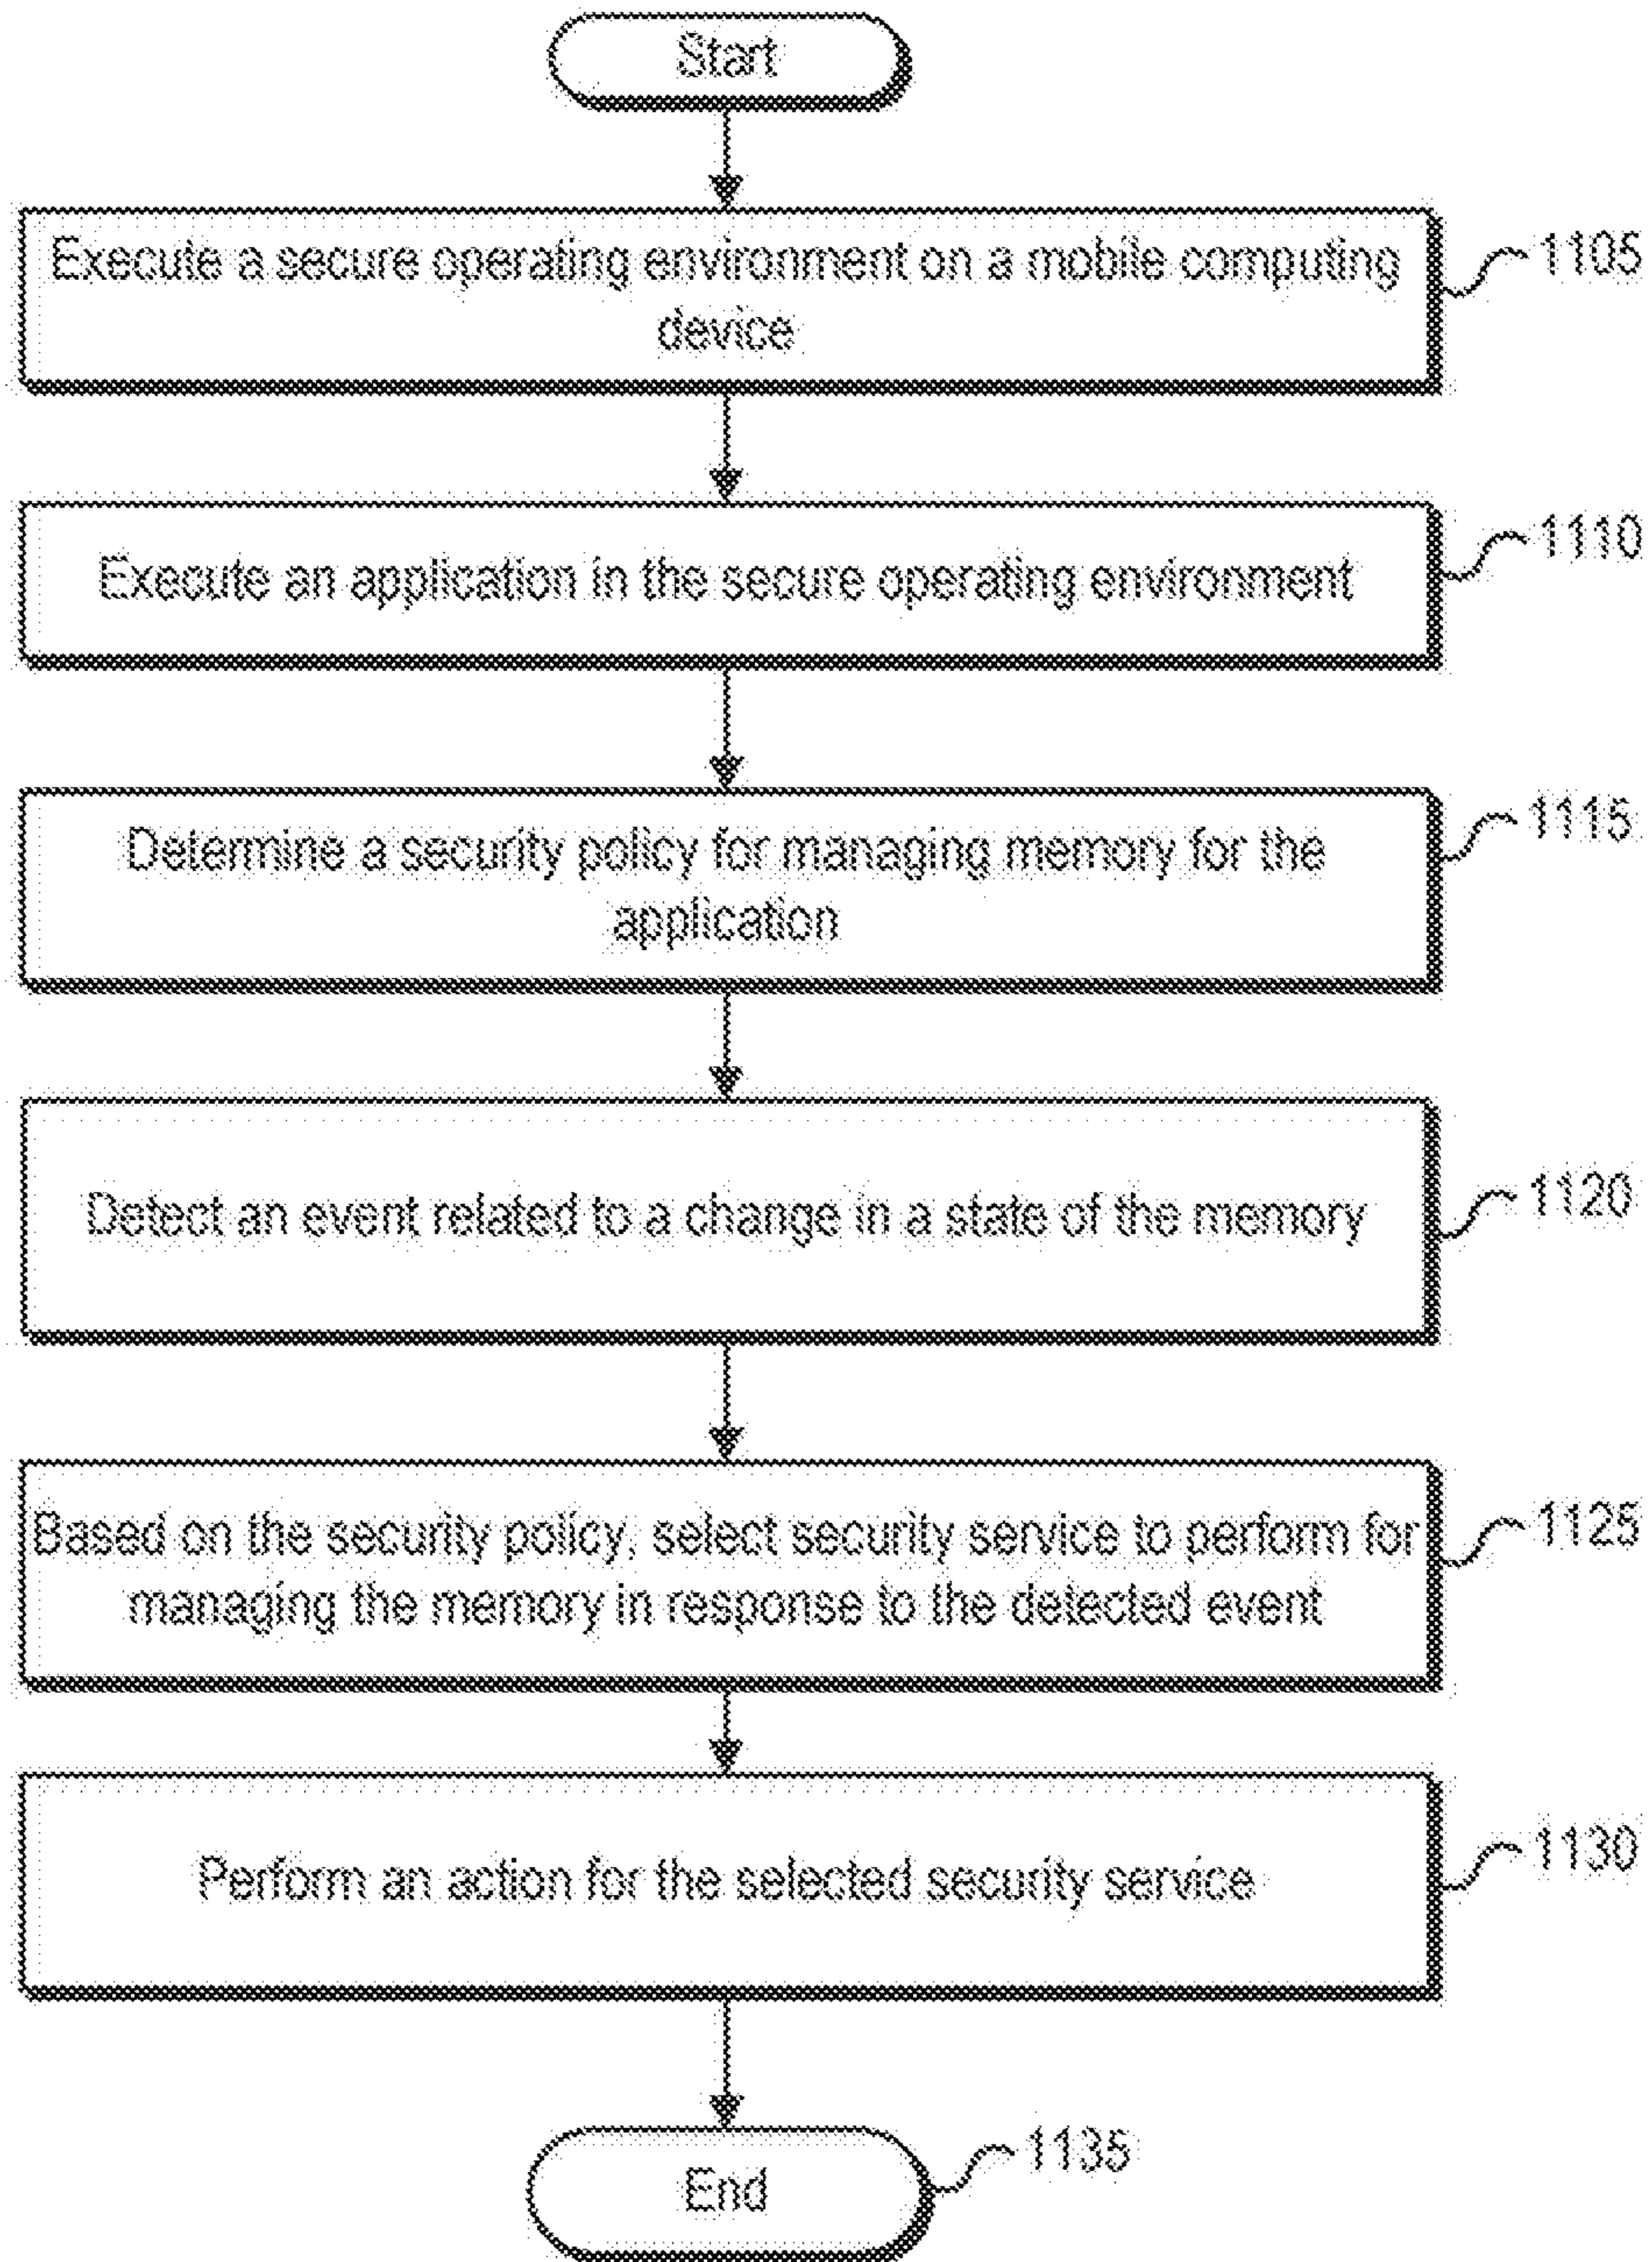 Start
Execute a secure operating environment on a mobile computing
device
1105
Execute an application in the secure operating environment
1110
Determine a security policy for managing memory for the
application
1115
Detect an event related to a change in a state of the memory
1120
Based on the security policy, select security service to perform for
managing the memory in response to the detected event
1125
Perform an action for the selected security service
1130
End
1135